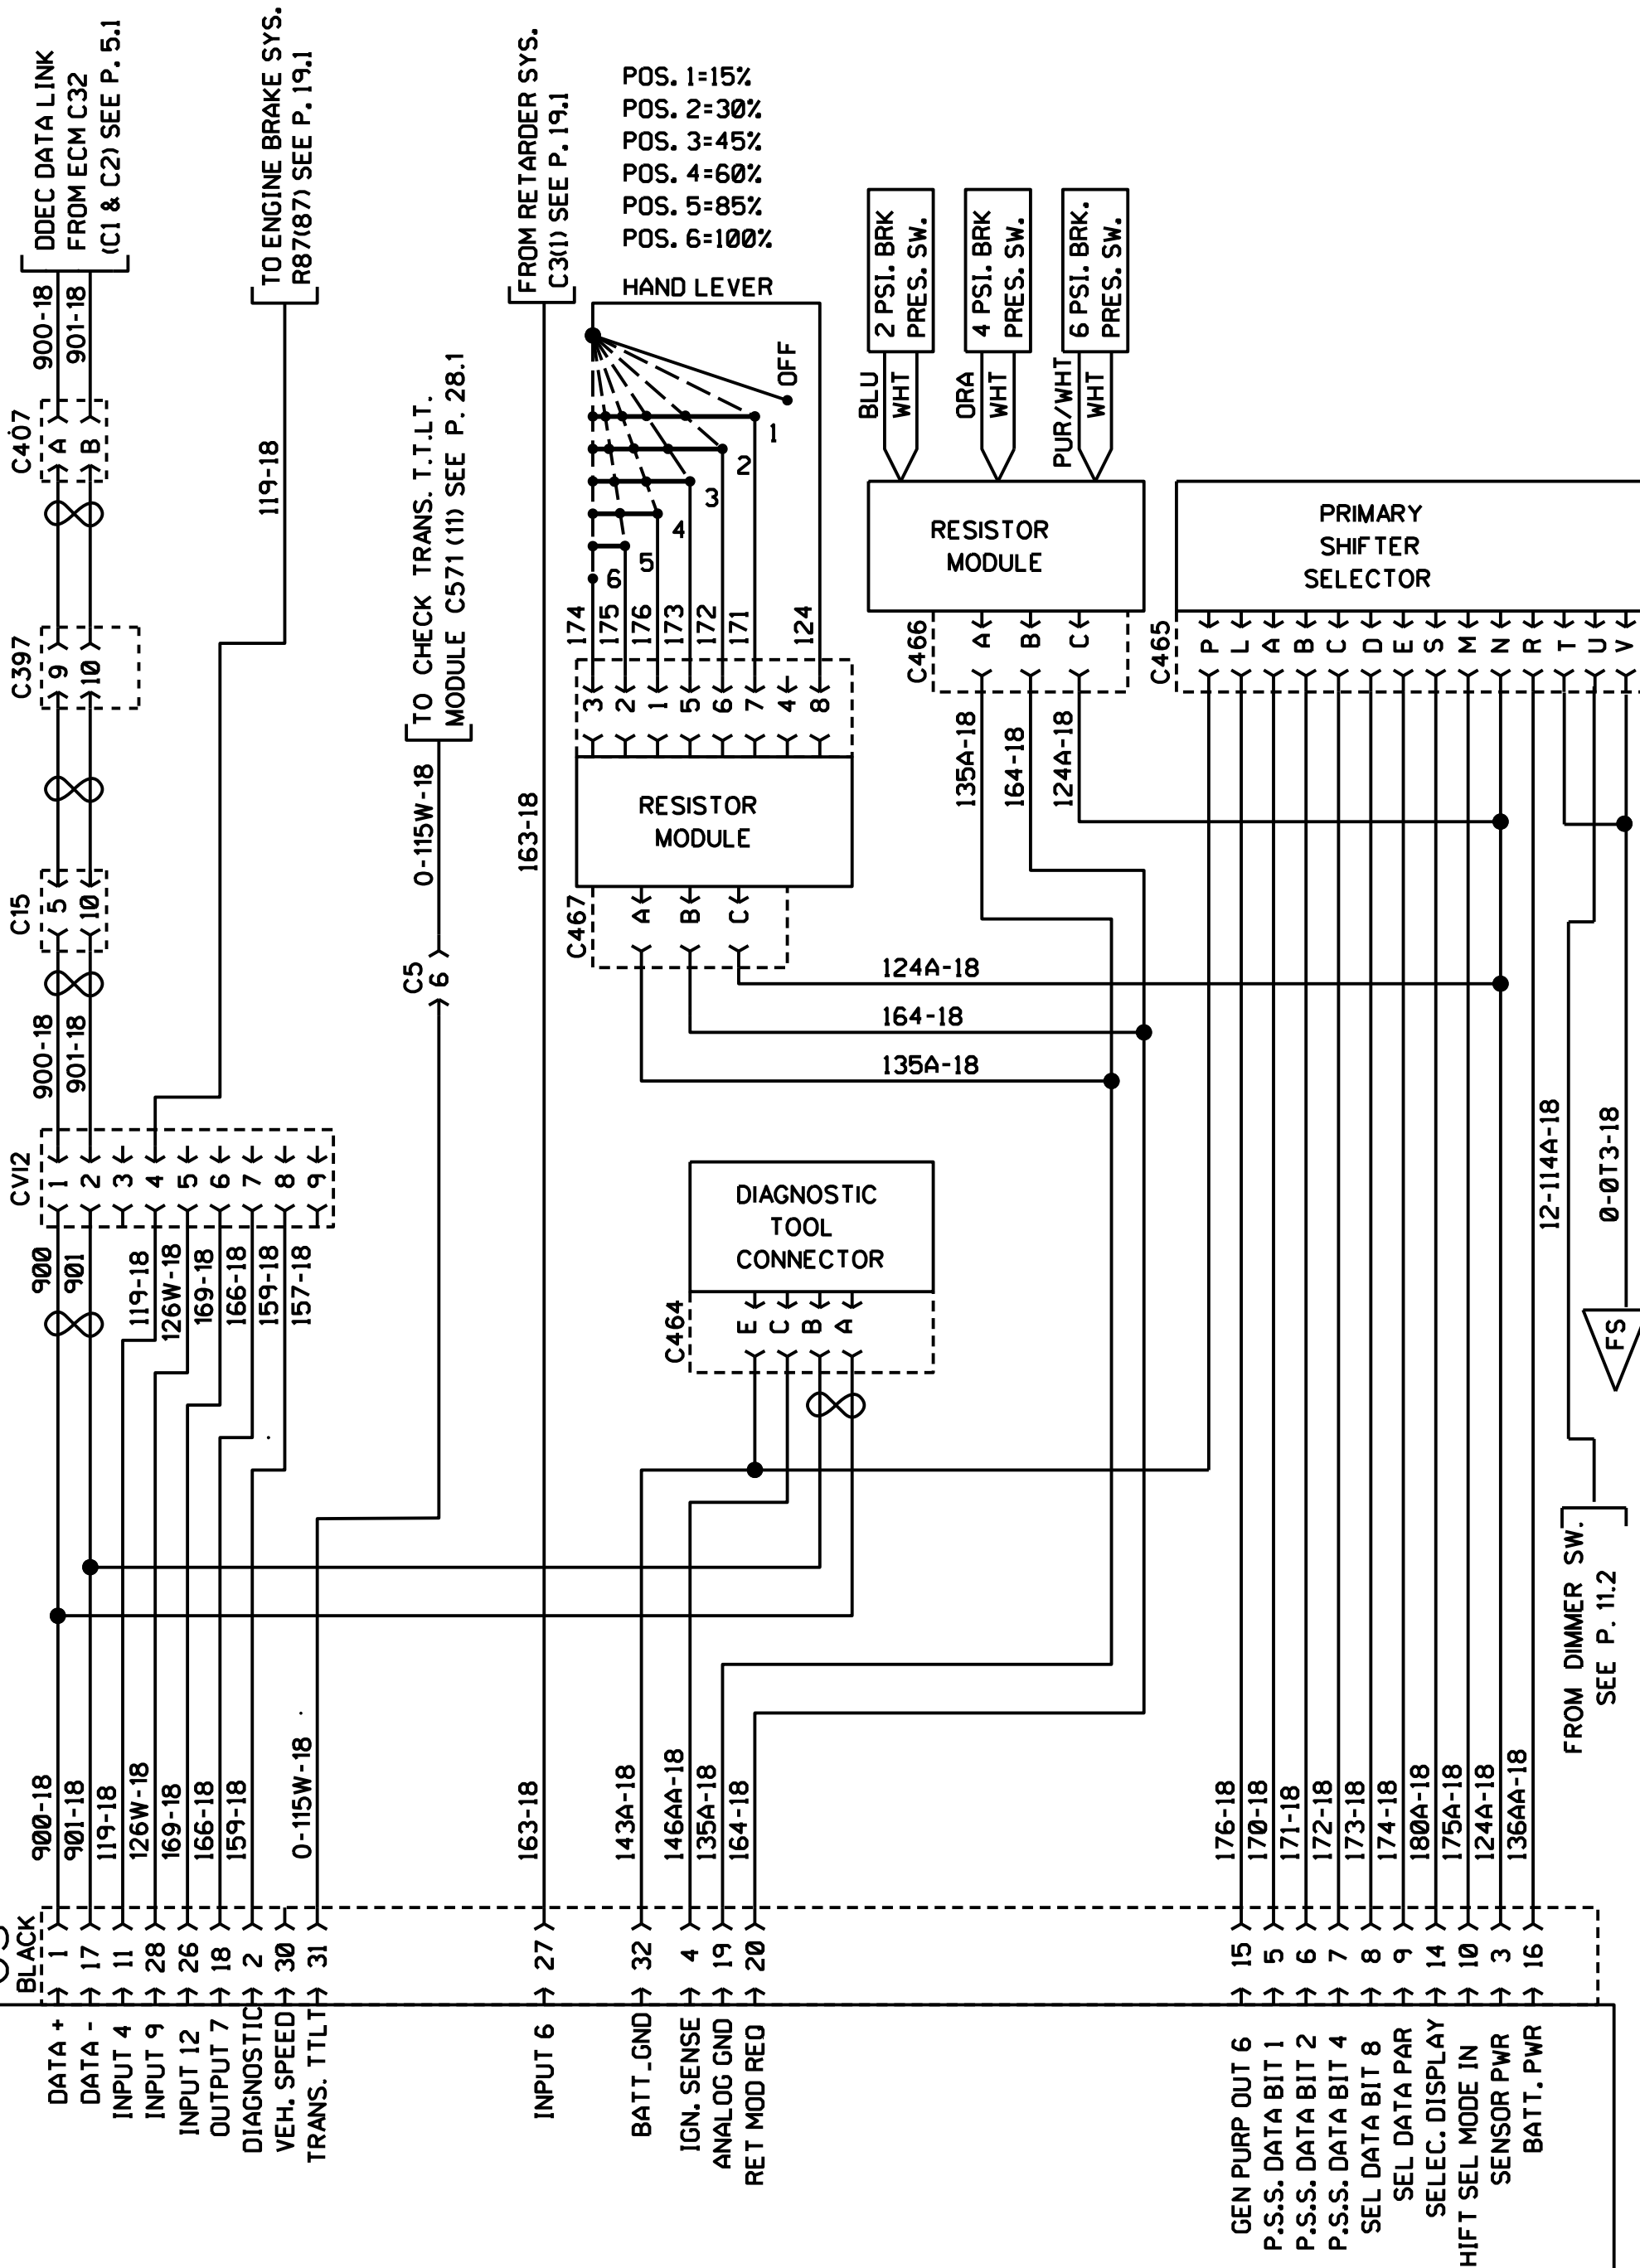 DDEC DATA LINK
FROM ECM C32
(C1 & C2) SEE P. 5.1
TO ENGINE BRAKE SYS.
R87(87) SEE P. 19.1
FROM RETARDER SYS.
C3(1) SEE P. 19.1
POS. 1=15%
POS. 2=30%
POS. 3=45%
POS. 4=60%
POS. 5=85%
POS. 6=100%
HAND LEVER
OFF
1
2
3
4
5
6
2 PSI. BRK
PRES. SW.
4 PSI. BRK
PRES. SW.
6 PSI. BRK.
PRES. SW.
BLU
WHT
ORA
WHT
PUR/WHT
WHT
900-18
901-18
C407
A
B
119-18
TO CHECK TRANS. T.T.LT.
MODULE C571 (11) SEE P. 28.1
RESISTOR
MODULE
PRIMARY
SHIFTER
SELECTOR
C397
9
10
174
175
176
173
172
171
124
3
2
1
5
6
7
4
8
C466
A
B
C
C465
P
L
A
B
C
D
E
S
M
N
R
T
U
V
135A-18
164-18
124A-18
0-115W-18
163-18
RESISTOR
MODULE
C15
5
10
C467
A
B
C
C5
6
124A-18
164-18
135A-18
900-18
901-18
CV12
1
2
3
4
5
6
7
8
9
12-114A-18
0-0T3-18
DIAGNOSTIC
TOOL
CONNECTOR
900
901
119-18
126W-18
169-18
166-18
159-18
157-18
C464
E
C
B
A
FS
FROM DIMMER SW.
SEE P. 11.2
900-18
901-18
119-18
126W-18
169-18
166-18
159-18
0-115W-18
163-18
143A-18
146AA-18
135A-18
164-18
176-18
170-18
171-18
172-18
173-18
174-18
180A-18
175A-18
124A-18
136AA-18
BLACK
1
17
11
28
26
18
2
30
31
27
32
4
19
20
15
5
6
7
8
9
14
10
3
16
DATA +
DATA -
INPUT 4
INPUT 9
INPUT 12
OUTPUT 7
DIAGNOSTIC
VEH. SPEED
TRANS. TTLT
INPUT 6
BATT.GND
IGN. SENSE
ANALOG GND
RET MOD REQ
GEN PURP OUT 6
P.S.S. DATA BIT 1
P.S.S. DATA BIT 2
P.S.S. DATA BIT 4
SEL DATA BIT 8
SEL DATA PAR
SELEC. DISPLAY
HIFT SEL MODE IN
SENSOR PWR
BATT. PWR